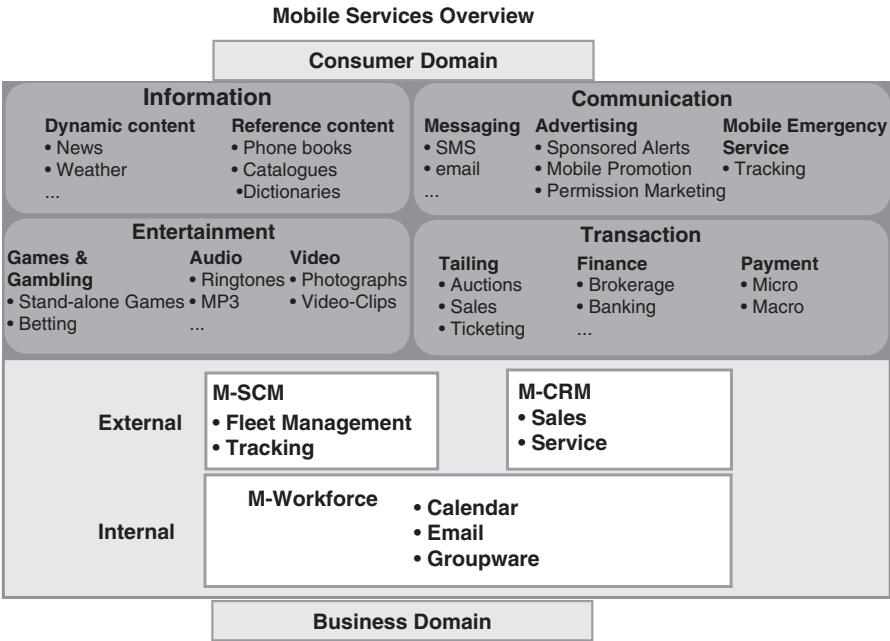 Mobile Services Overview
Consumer Domain
Information
Dynamic content
• News
• Weather
...
Reference content
• Phone books
• Catalogues
•Dictionaries
Communication
Messaging
• SMS
• email
...
Advertising
• Sponsored Alerts
• Mobile Promotion
• Permission Marketing
Mobile Emergency
Service
• Tracking
Entertainment
Games &
Gambling
• Stand-alone Games
• Betting
Audio
• Ringtones
• MP3
...
Video
• Photographs
• Video-Clips
Transaction
Tailing
• Auctions
• Sales
• Ticketing
Finance
• Brokerage
• Banking
...
Payment
• Micro
• Macro
External
M-SCM
• Fleet Management
• Tracking
M-CRM
• Sales
• Service
Internal
M-Workforce
• Calendar
• Email
• Groupware
Business Domain